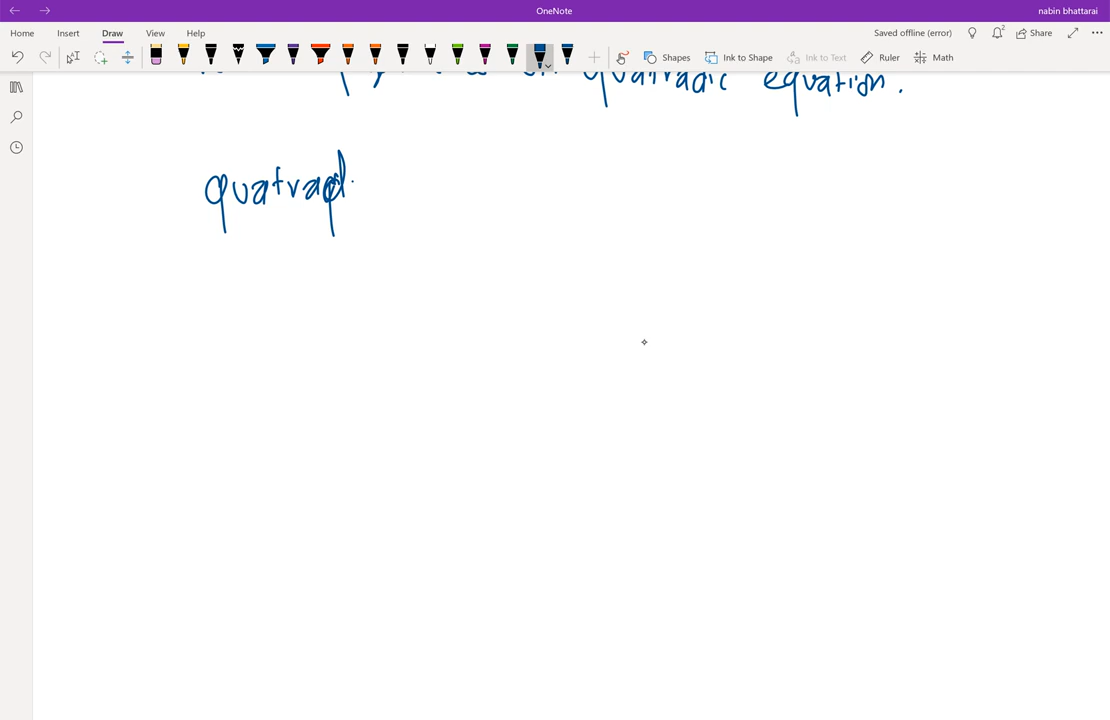 OneNote
nabin bhattarai
Home Insert Draw View Help
Saved offline (error)
Share
Shapes Ink to Shape Ink to Text Ruler Math
quatradic equation.
quatrad